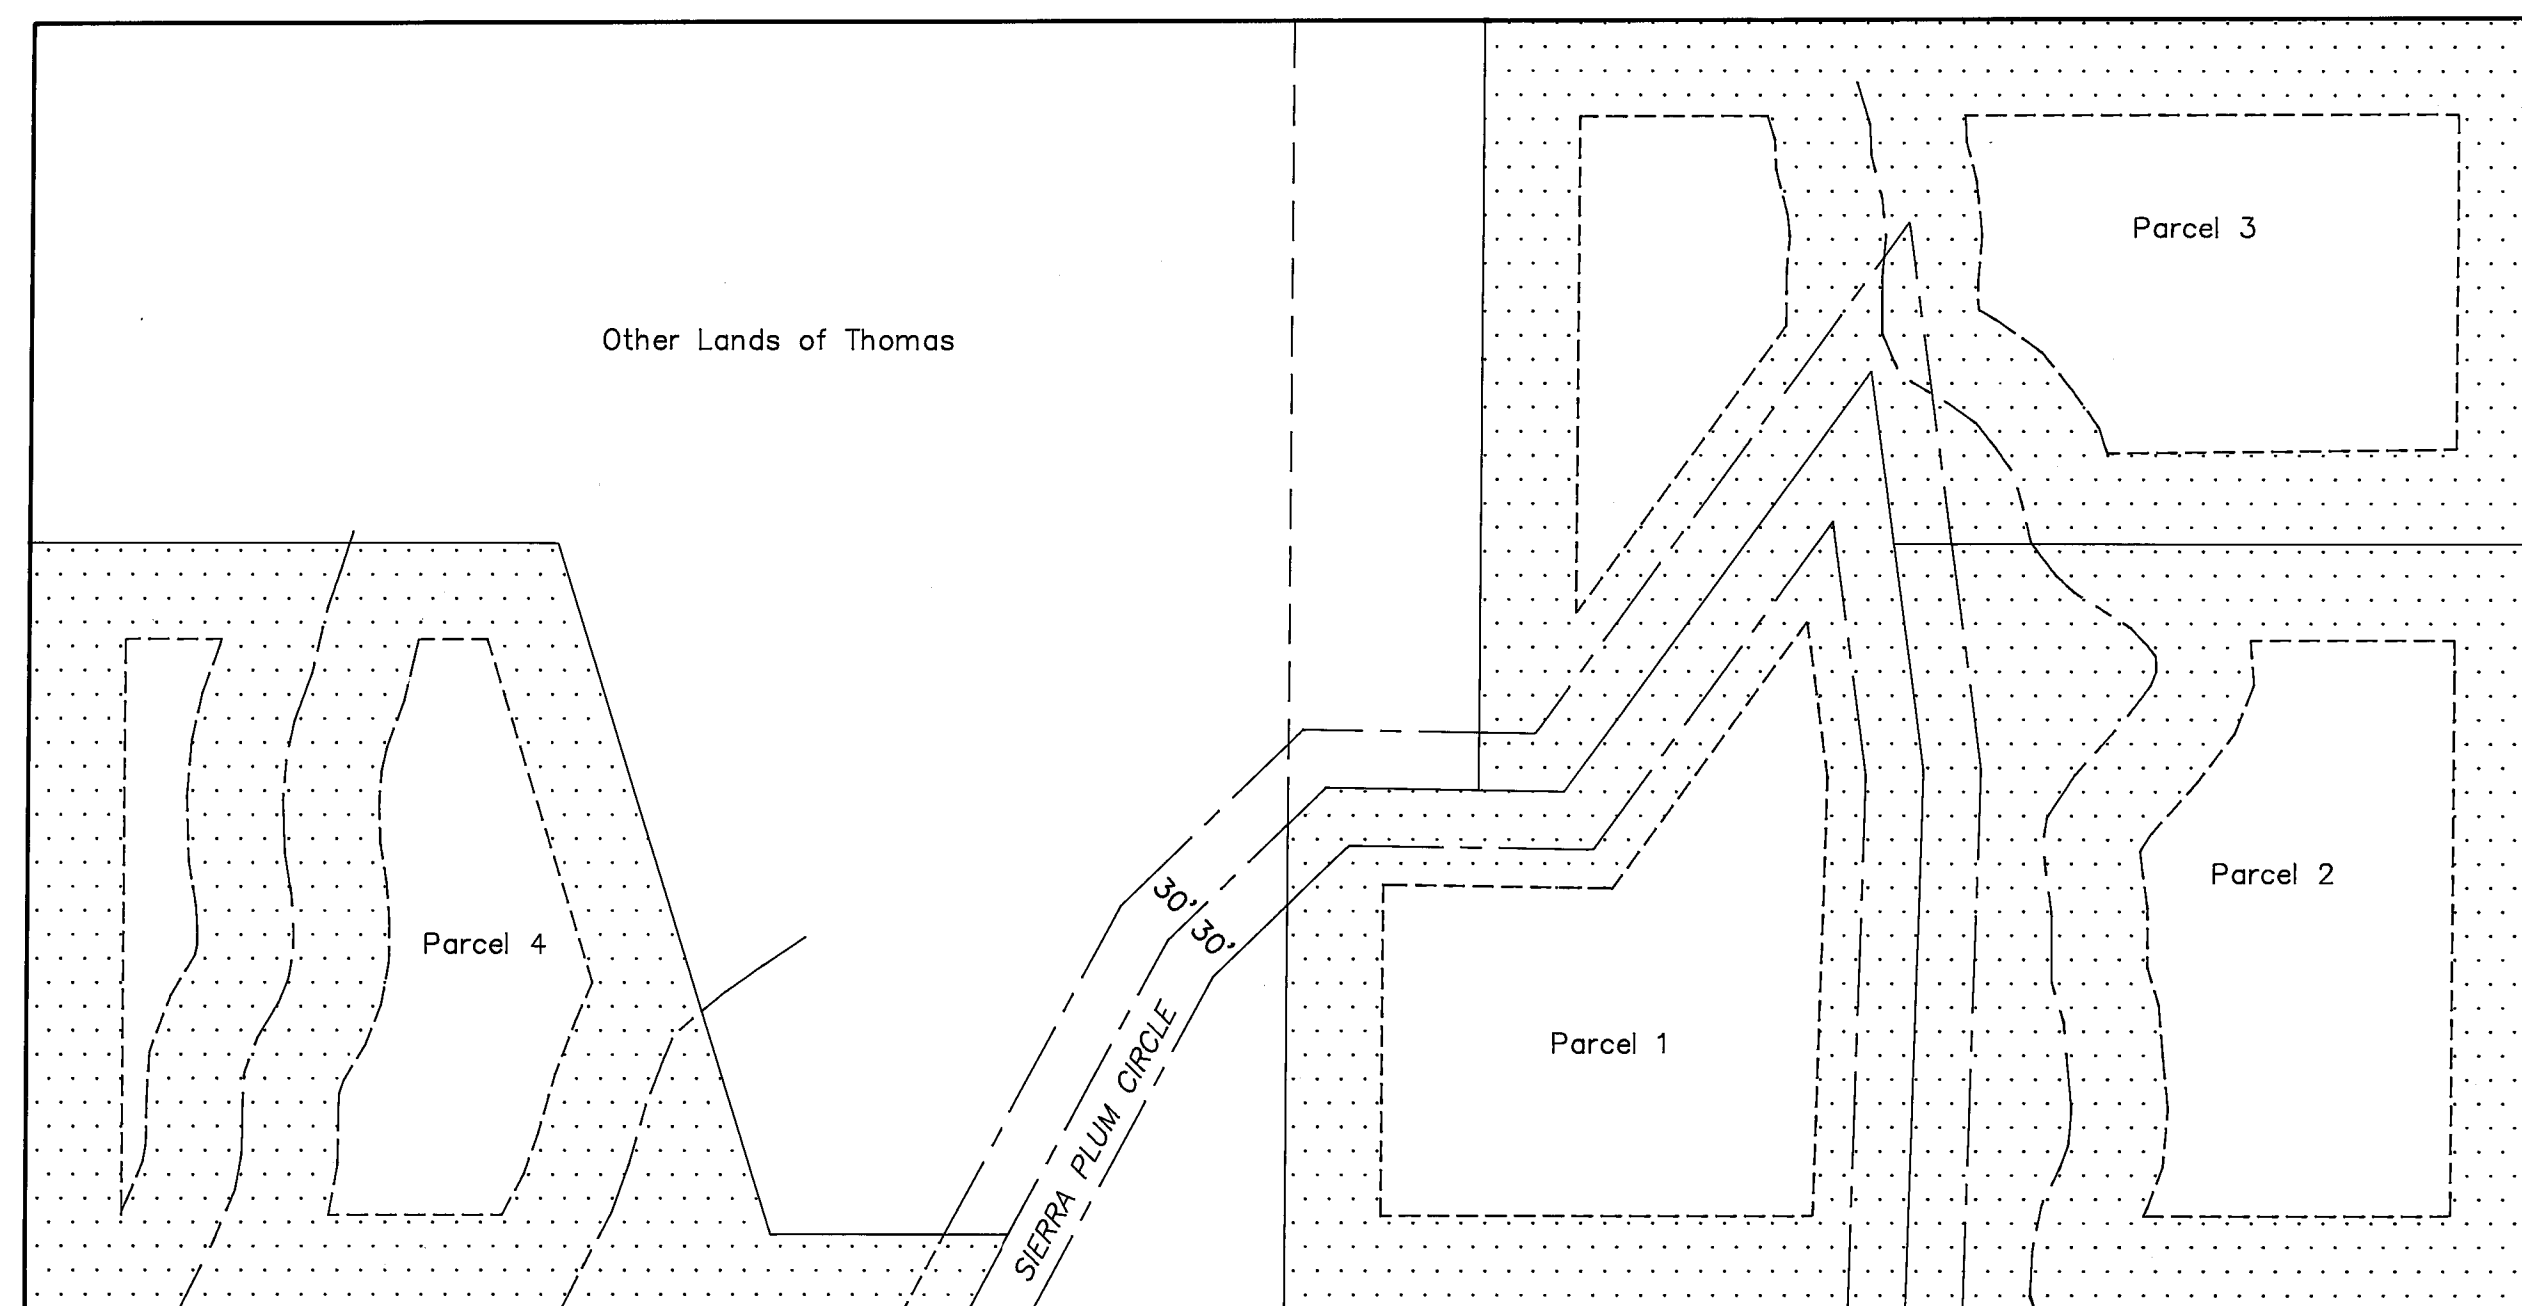 Parcel 3
Other Lands of Thomas
Parcel 2
30'
30'
Parcel 4
SIERRA PLUM CIRCLE
Parcel 1